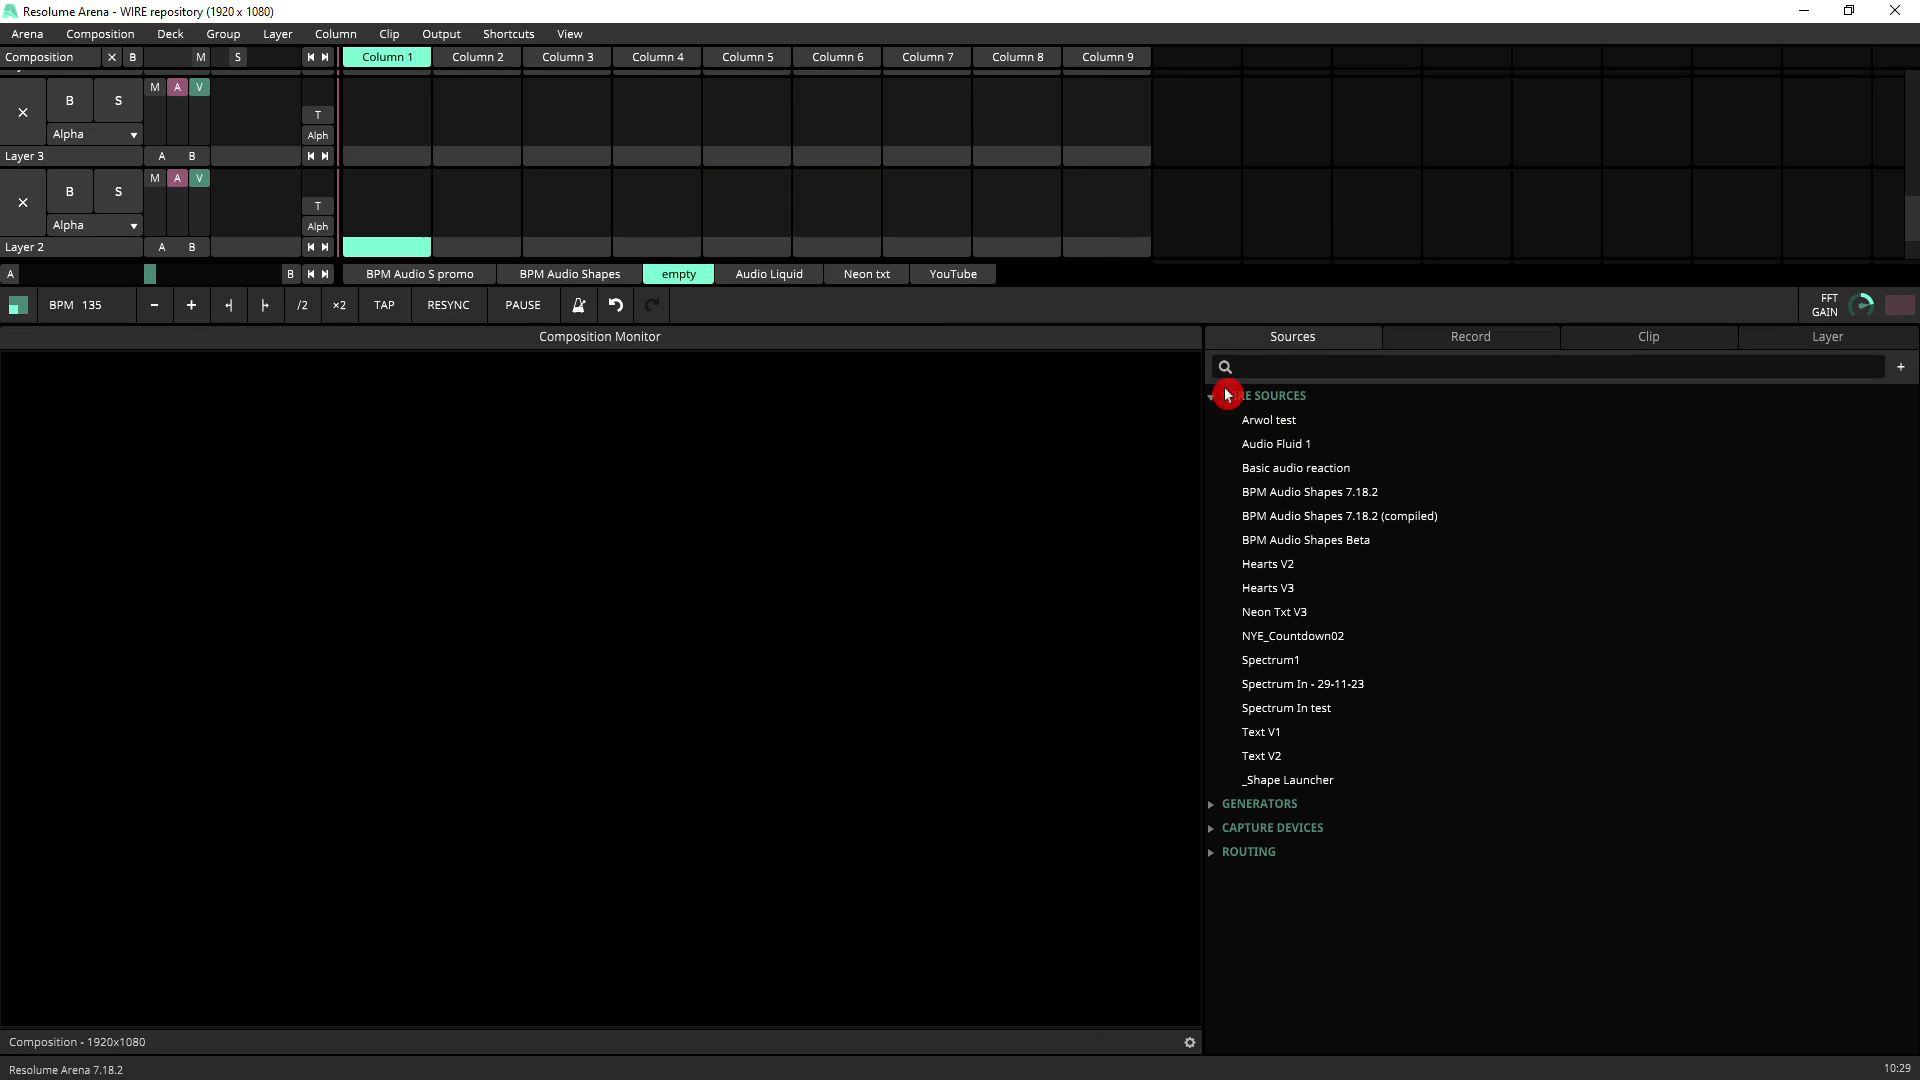 Resolume Arena - WIRE repository (1920 x 1080)
Arena Composition Deck Group Layer Column Clip Output Shortcuts View
Composition × B M S Column 1 Column 2 Column 3 Column 4 Column 5 Column 6 Column 7 Column 8 Column 9
M A V
× B S
T
Alpha Alph
Layer 3 A B
M A V
× B S
T
Alpha Alph
Layer 2 A B
A B BPM Audio S promo BPM Audio Shapes empty Audio Liquid Neon txt YouTube
BPM 135 - + /2 ×2 TAP RESYNC PAUSE FFT GAIN
Composition Monitor Sources Record Clip Layer
+
RE SOURCES
Arwol test
Audio Fluid 1
Basic audio reaction
BPM Audio Shapes 7.18.2
BPM Audio Shapes 7.18.2 (compiled)
BPM Audio Shapes Beta
Hearts V2
Hearts V3
Neon Txt V3
NYE_Countdown02
Spectrum1
Spectrum In - 29-11-23
Spectrum In test
Text V1
Text V2
_Shape Launcher
GENERATORS
CAPTURE DEVICES
ROUTING
Composition - 1920x1080
Resolume Arena 7.18.2 10:29